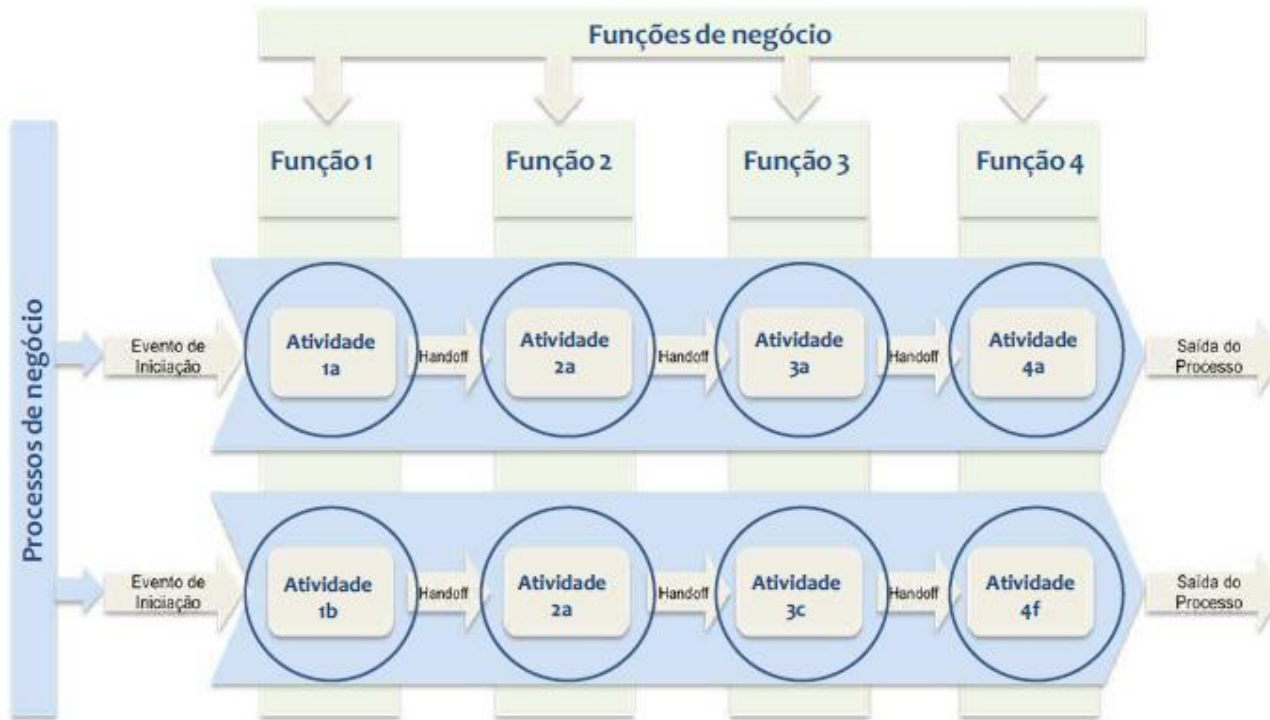 Funções de negócio
Função 1
Função 2
Função 3
Função 4
Processos de negócio
Evento de
Iniciação
Atividade
1a
Handoff
Atividade
2a
Handoff
Atividade
3a
Handoff
Atividade
4a
Saída do
Processo
Evento de
Iniciação
Atividade
1b
Handoff
Atividade
2a
Handoff
Atividade
3c
Handoff
Atividade
4f
Saída do
Processo